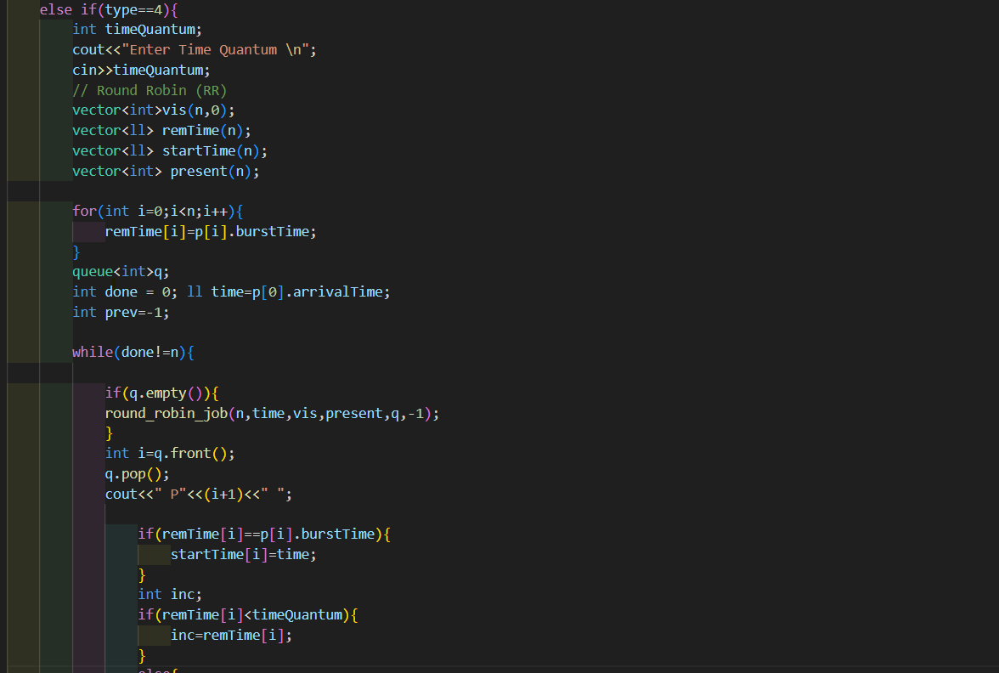 else if(type==4){
int timeQuantum;
cout<<"Enter Time Quantum \n";
cin>>timeQuantum;
// Round Robin (RR)
vector<int>vis(n,0);
vector<ll> remTime(n);
vector<ll> startTime(n);
vector<int> present(n);
for(int i=0;i<n;i++){
remTime[i]=p[i].burstTime;
}
queue<int>q;
int done = 0; ll time=p[0].arrivalTime;
int prev=-1;
while(done!=n){
if(q.empty()){
round_robin_job(n,time,vis,present,q,-1);
}
int i=q.front();
q.pop();
cout<<" P"<<(i+1)<<" ";
if(remTime[i]==p[i].burstTime){
startTime[i]=time;
}
int inc;
if(remTime[i]<timeQuantum){
inc=remTime[i];
}
else{